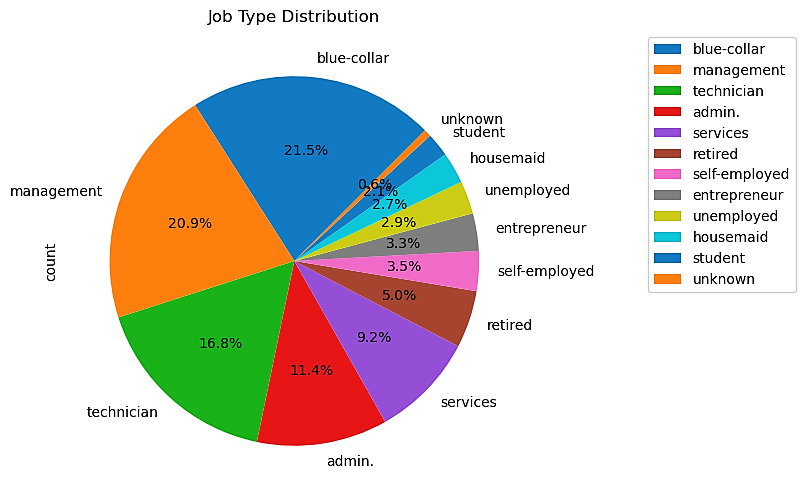 Job Type Distribution
blue-collar
management
technician
admin.
services
retired
self-employed
entrepreneur
unemployed
housemaid
student
unknown
count
21.5%
20.9%
16.8%
11.4%
9.2%
5.0%
3.5%
3.3%
2.9%
2.7%
2.1%
0.6%
blue-collar
management
technician
admin.
services
retired
self-employed
entrepreneur
unemployed
housemaid
student
unknown